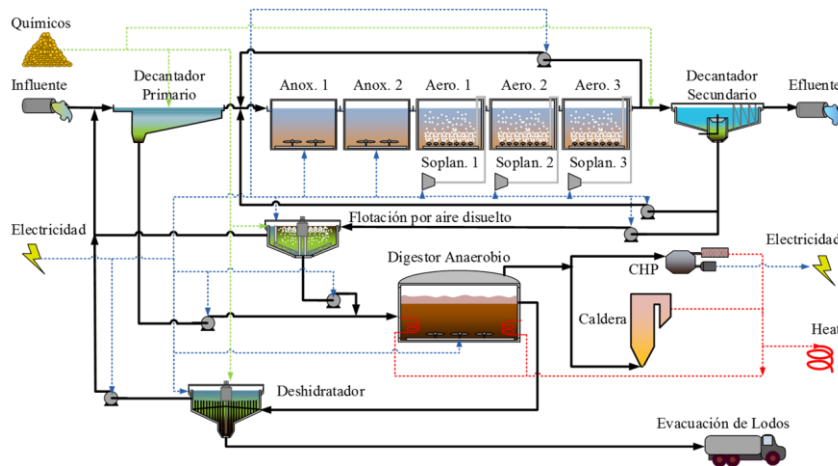 Químicos
Influente
Decantador
Primario
Anox. 1
Anox. 2
Aero. 1
Aero. 2
Aero. 3
Decantador
Secundario
Efluente
Soplan. 1
Soplan. 2
Soplan. 3
Flotación por aire disuelto
Electricidad
Digestor Anaerobio
CHP
Electricidad
Caldera
Heat
Deshidratador
Evacuación de Lodos